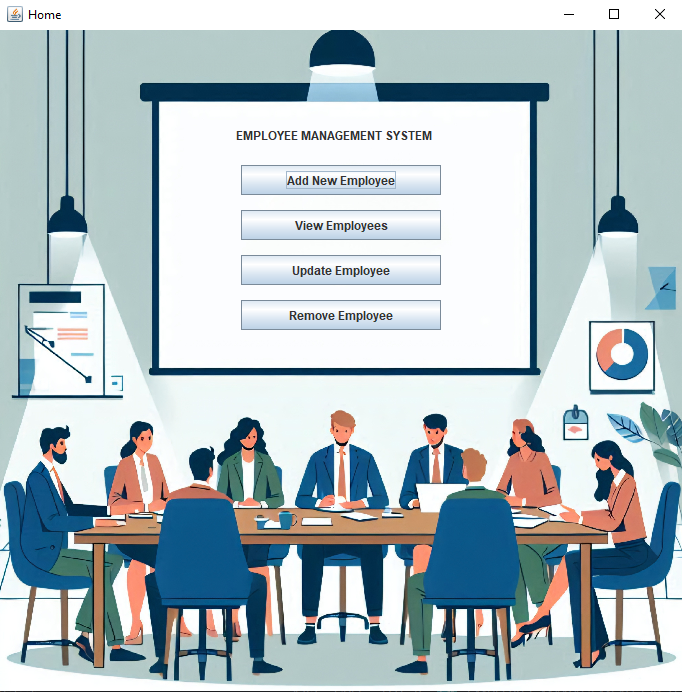 Home
EMPLOYEE MANAGEMENT SYSTEM
Add New Employee
View Employees
Update Employee
Remove Employee